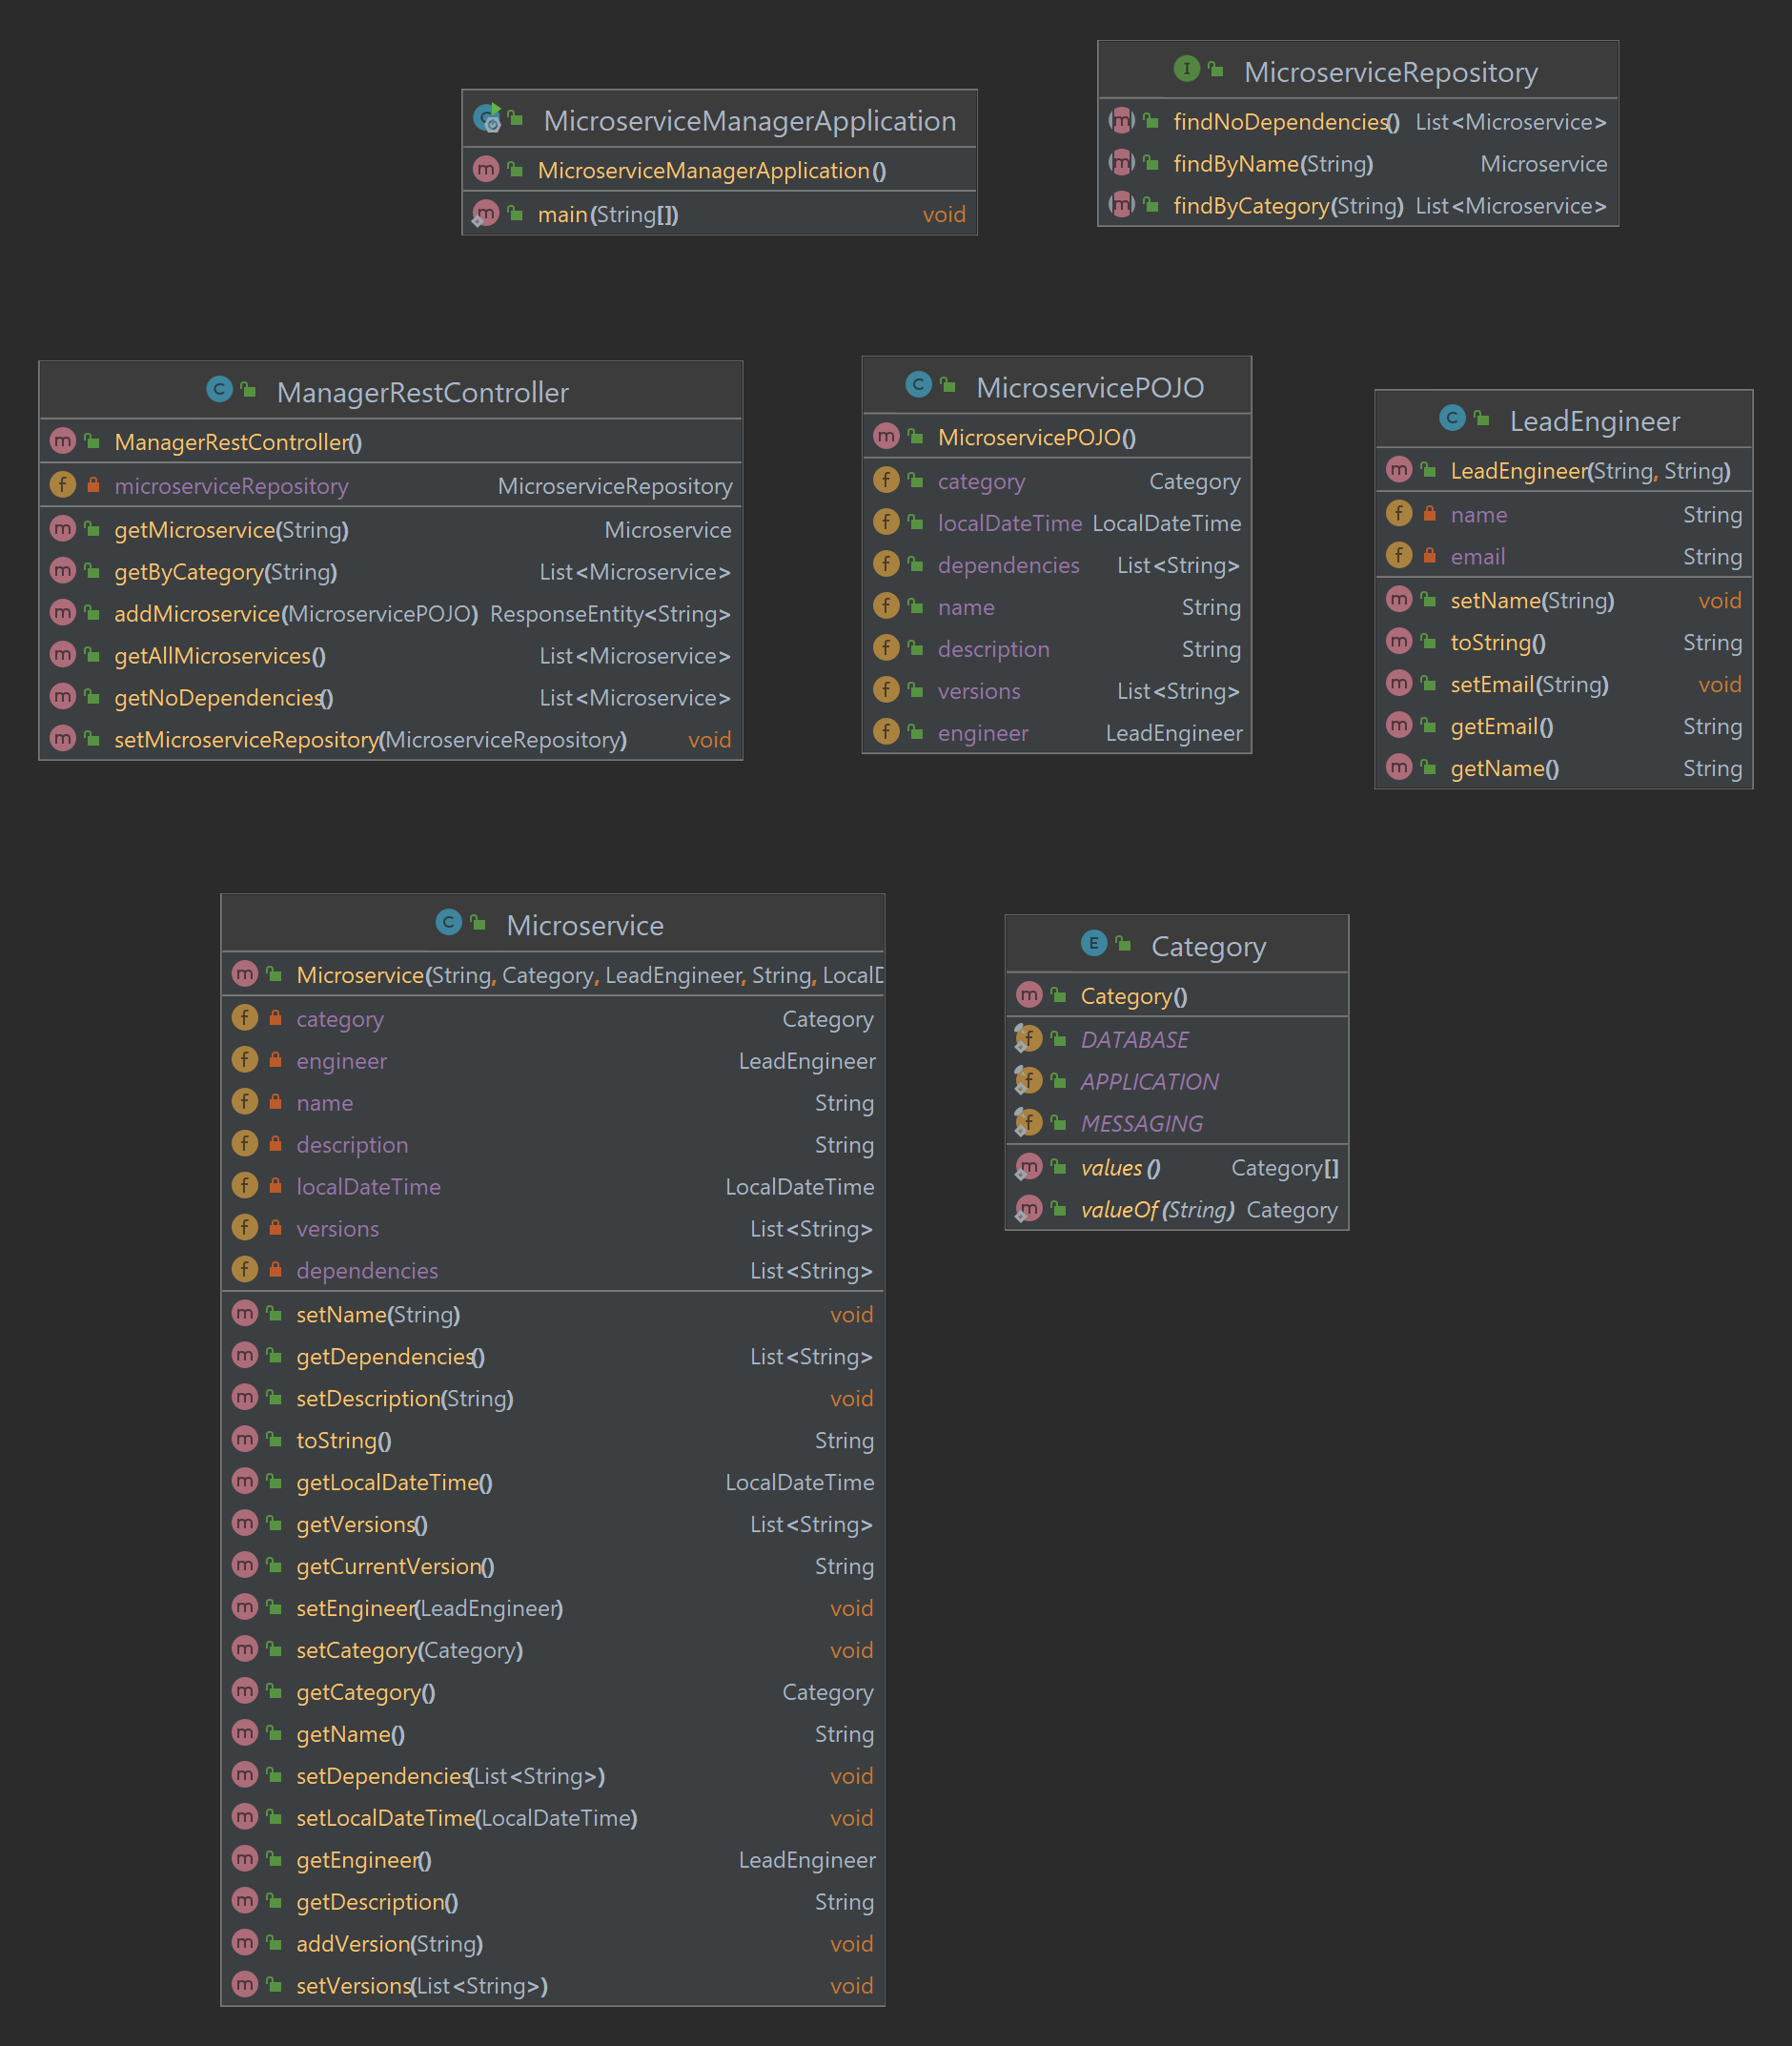 MicroserviceManagerApplication
MicroserviceManagerApplication()
main(String[]) void
MicroserviceRepository
findNoDependencies() List<Microservice>
findByName(String) Microservice
findByCategory(String) List<Microservice>
ManagerRestController
ManagerRestController()
microserviceRepository MicroserviceRepository
getMicroservice(String) Microservice
getByCategory(String) List<Microservice>
addMicroservice(MicroservicePOJO) ResponseEntity<String>
getAllMicroservices() List<Microservice>
getNoDependencies() List<Microservice>
setMicroserviceRepository(MicroserviceRepository) void
MicroservicePOJO
MicroservicePOJO()
category Category
localDateTime LocalDateTime
dependencies List<String>
name String
description String
versions List<String>
engineer LeadEngineer
LeadEngineer
LeadEngineer(String, String)
name String
email String
setName(String) void
toString() String
setEmail(String) void
getEmail() String
getName() String
Microservice
Microservice(String, Category, LeadEngineer, String, LocalD
category Category
engineer LeadEngineer
name String
description String
localDateTime LocalDateTime
versions List<String>
dependencies List<String>
setName(String) void
getDependencies() List<String>
setDescription(String) void
toString() String
getLocalDateTime() LocalDateTime
getVersions() List<String>
getCurrentVersion() String
setEngineer(LeadEngineer) void
setCategory(Category) void
getCategory() Category
getName() String
setDependencies(List<String>) void
setLocalDateTime(LocalDateTime) void
getEngineer() LeadEngineer
getDescription() String
addVersion(String) void
setVersions(List<String>) void
Category
Category()
DATABASE
APPLICATION
MESSAGING
values() Category[]
valueOf(String) Category